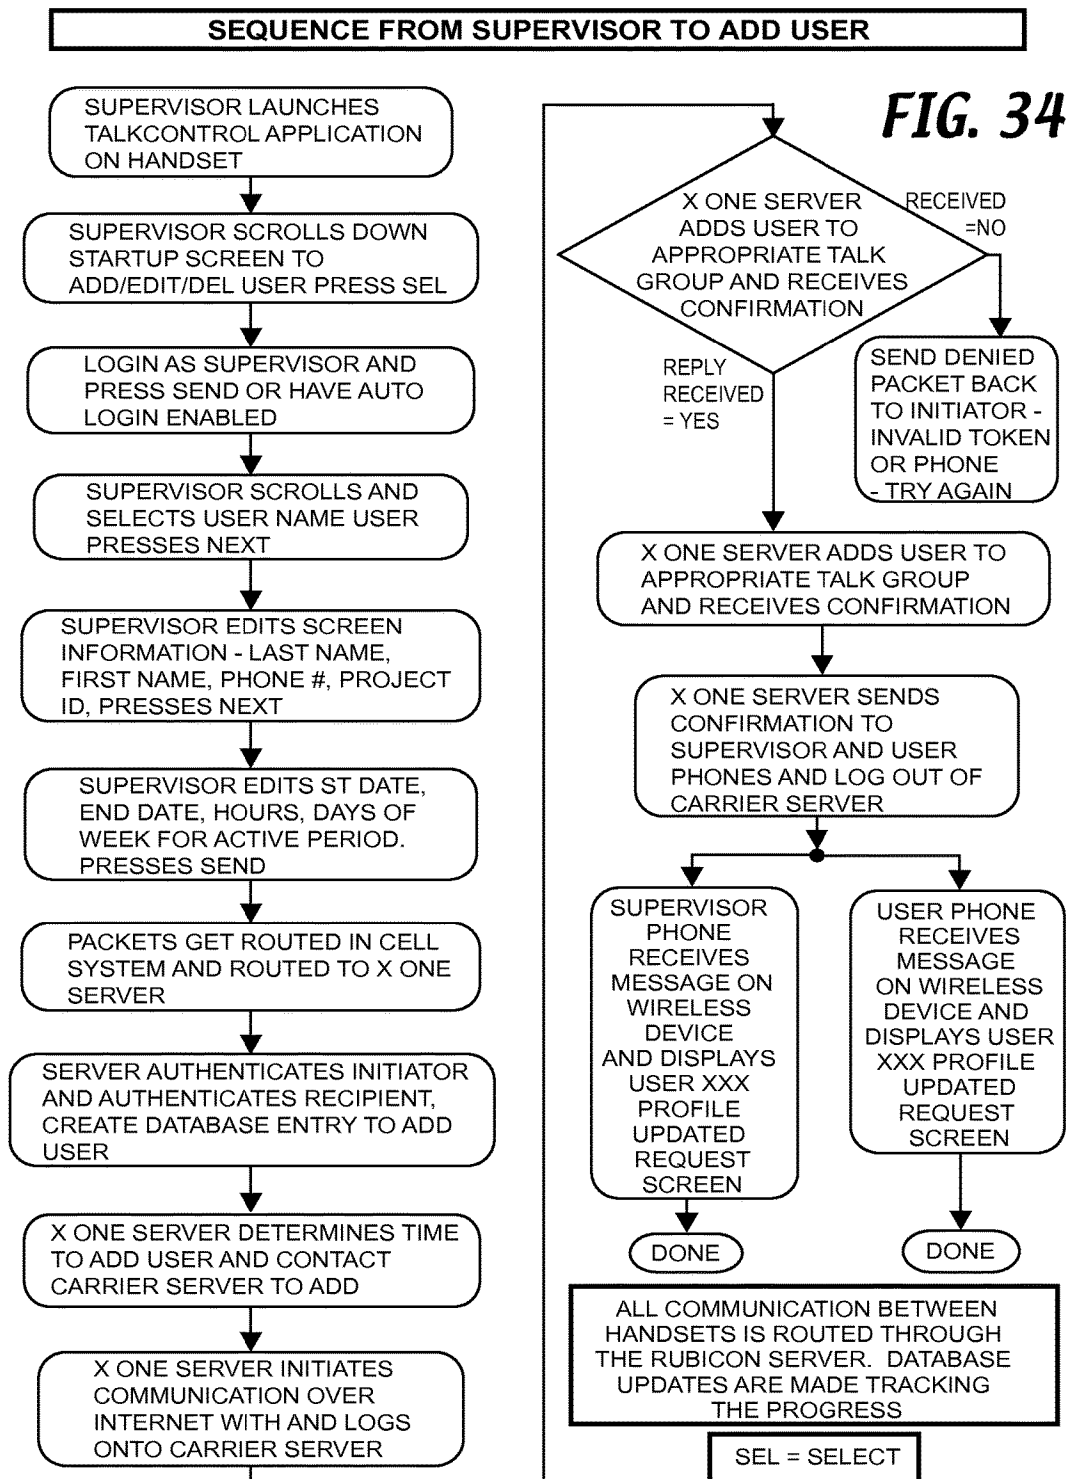 SEQUENCE FROM SUPERVISOR TO ADD USER
FIG. 34
SUPERVISOR LAUNCHES
TALKCONTROL APPLICATION
ON HANDSET
SUPERVISOR SCROLLS DOWN
STARTUP SCREEN TO
ADD/EDIT/DEL USER PRESS SEL
LOGIN AS SUPERVISOR AND
PRESS SEND OR HAVE AUTO
LOGIN ENABLED
SUPERVISOR SCROLLS AND
SELECTS USER NAME USER
PRESSES NEXT
SUPERVISOR EDITS SCREEN
INFORMATION - LAST NAME,
FIRST NAME, PHONE #, PROJECT
ID, PRESSES NEXT
SUPERVISOR EDITS ST DATE,
END DATE, HOURS, DAYS OF
WEEK FOR ACTIVE PERIOD.
PRESSES SEND
PACKETS GET ROUTED IN CELL
SYSTEM AND ROUTED TO X ONE
SERVER
SERVER AUTHENTICATES INITIATOR
AND AUTHENTICATES RECIPIENT,
CREATE DATABASE ENTRY TO ADD
USER
X ONE SERVER DETERMINES TIME
TO ADD USER AND CONTACT
CARRIER SERVER TO ADD
X ONE SERVER INITIATES
COMMUNICATION OVER
INTERNET WITH AND LOGS
ONTO CARRIER SERVER
X ONE SERVER
ADDS USER TO
APPROPRIATE TALK
GROUP AND RECEIVES
CONFIRMATION
RECEIVED
=NO
SEND DENIED
PACKET BACK
TO INITIATOR -
INVALID TOKEN
OR PHONE
- TRY AGAIN
REPLY
RECEIVED
= YES
X ONE SERVER ADDS USER TO
APPROPRIATE TALK GROUP
AND RECEIVES CONFIRMATION
X ONE SERVER SENDS
CONFIRMATION TO
SUPERVISOR AND USER
PHONES AND LOG OUT OF
CARRIER SERVER
SUPERVISOR
PHONE
RECEIVES
MESSAGE ON
WIRELESS
DEVICE
AND DISPLAYS
USER XXX
PROFILE
UPDATED
REQUEST
SCREEN
DONE
USER PHONE
RECEIVES
MESSAGE
ON WIRELESS
DEVICE AND
DISPLAYS USER
XXX PROFILE
UPDATED
REQUEST
SCREEN
DONE
ALL COMMUNICATION BETWEEN
HANDSETS IS ROUTED THROUGH
THE RUBICON SERVER. DATABASE
UPDATES ARE MADE TRACKING
THE PROGRESS
SEL = SELECT